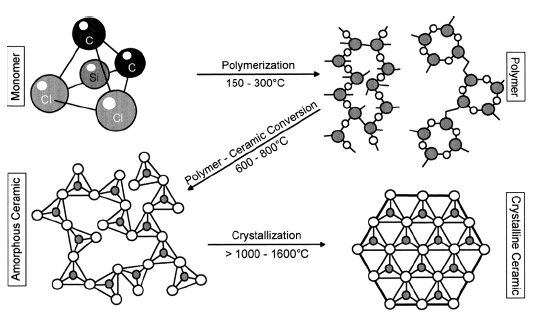 Monomer
C
C
Si
Cl
Cl
Polymerization
150 - 300°C
Polymer
Polymer - Ceramic Conversion
600 - 800°C
Amorphous Ceramic
Crystallization
> 1000 - 1600°C
Crystalline Ceramic